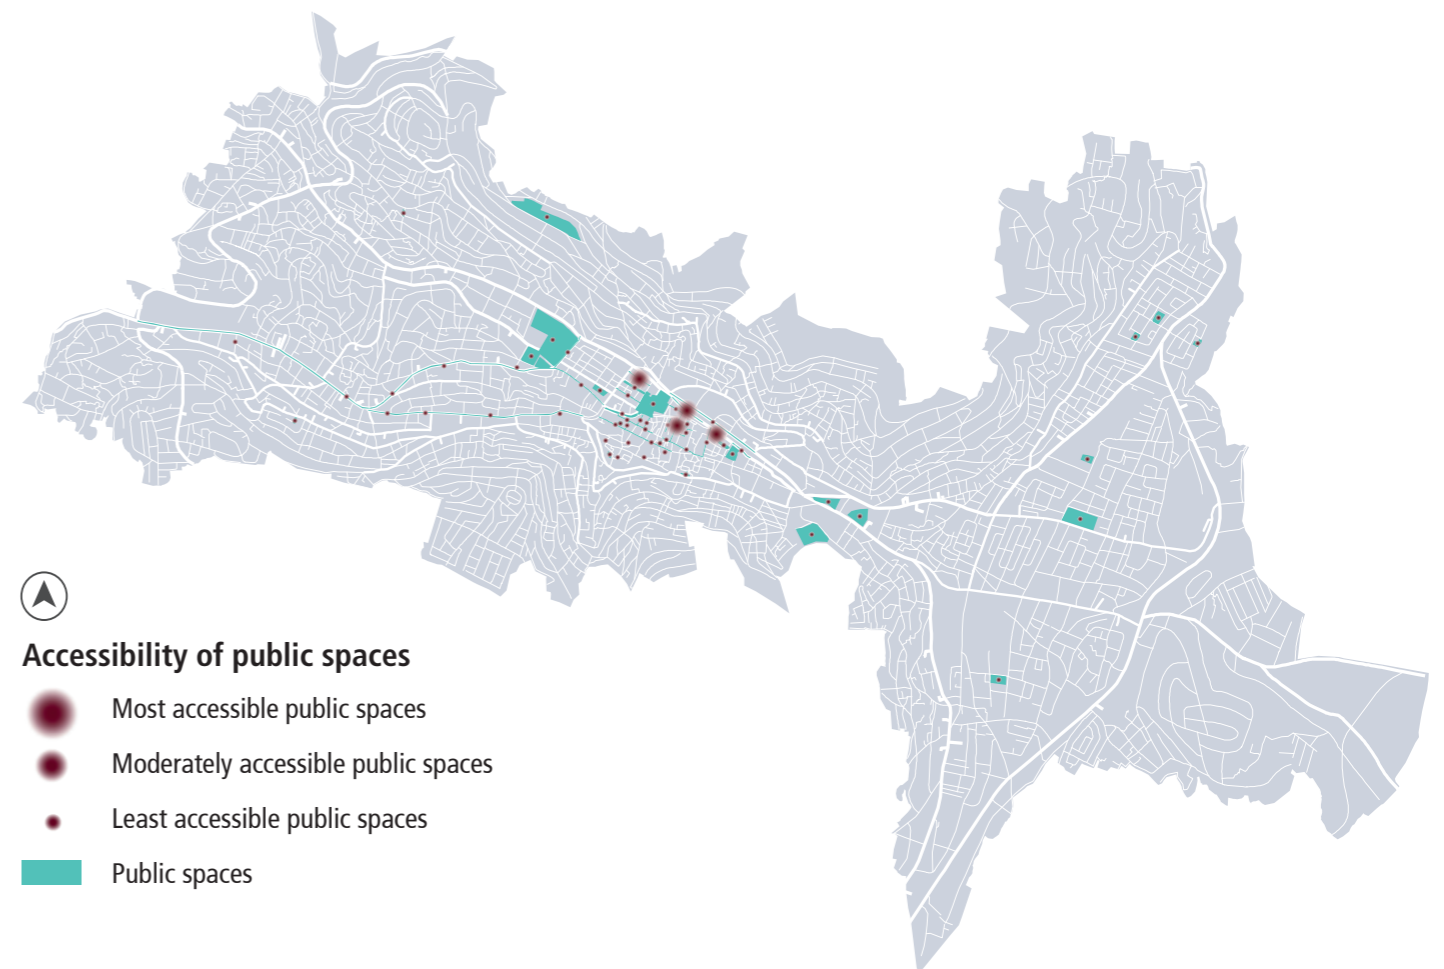 Accessibility of public spaces
Most accessible public spaces
Moderately accessible public spaces
Least accessible public spaces
Public spaces